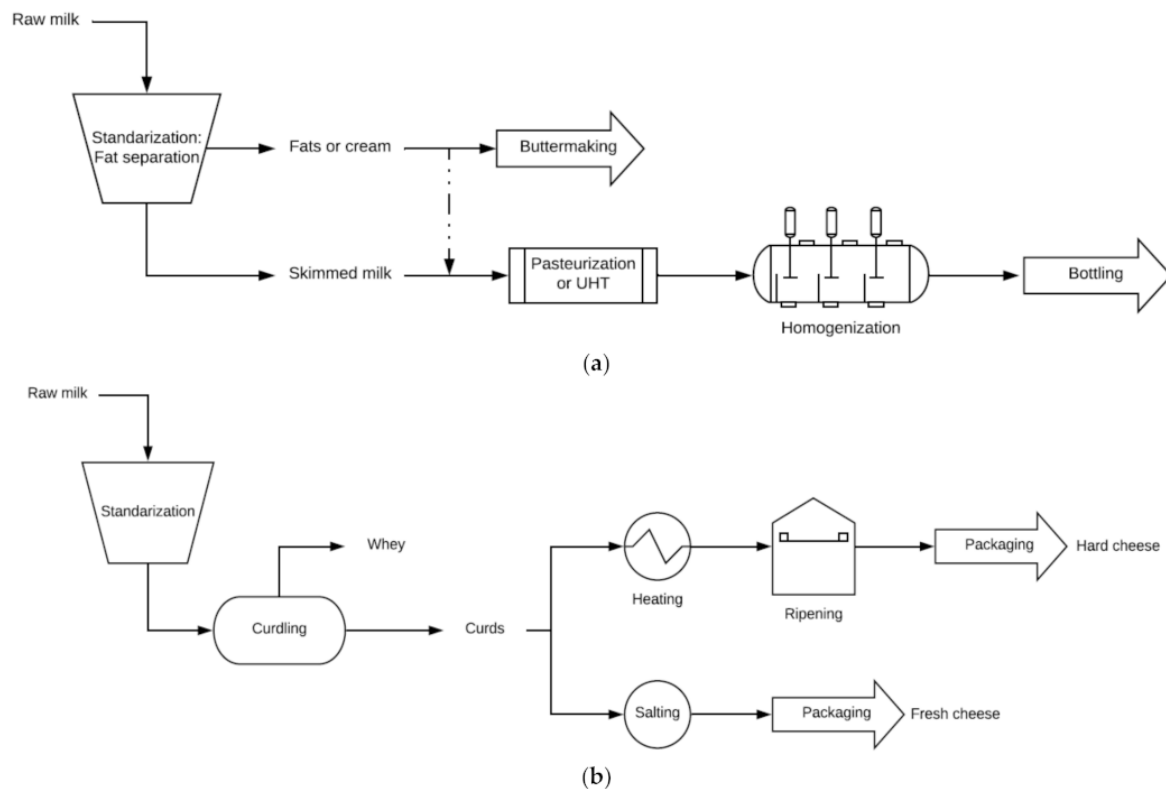 Raw milk
Standarization:
Fat separation
Fats or cream
Buttermaking
Skimmed milk
Pasteurization
or UHT
Homogenization
Bottling
(a)
Raw milk
Standarization
Whey
Curdling
Curds
Heating
Ripening
Packaging
Hard cheese
Salting
Packaging
Fresh cheese
(b)